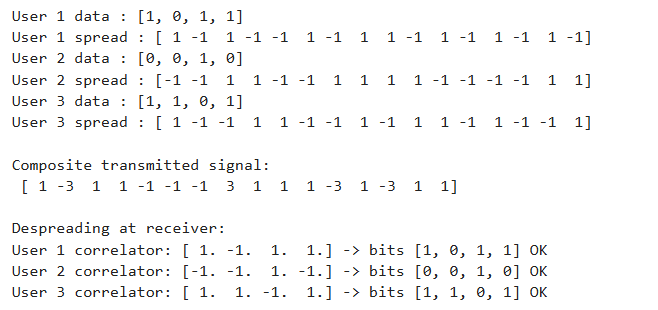 User 1 data : [1, 0, 1, 1]
User 1 spread : [ 1 -1  1 -1 -1  1 -1  1  1 -1  1 -1  1 -1  1 -1]
User 2 data : [0, 0, 1, 0]
User 2 spread : [-1 -1  1  1 -1 -1  1  1  1  1 -1 -1 -1 -1  1  1]
User 3 data : [1, 1, 0, 1]
User 3 spread : [ 1 -1 -1  1  1 -1 -1  1 -1  1  1 -1  1 -1 -1  1]
Composite transmitted signal:
[ 1 -3  1  1 -1 -1 -1  3  1  1  1 -3  1 -3  1  1]
Despreading at receiver:
User 1 correlator: [ 1. -1.  1.  1.] -> bits [1, 0, 1, 1] OK
User 2 correlator: [-1. -1.  1. -1.] -> bits [0, 0, 1, 0] OK
User 3 correlator: [ 1.  1. -1.  1.] -> bits [1, 1, 0, 1] OK